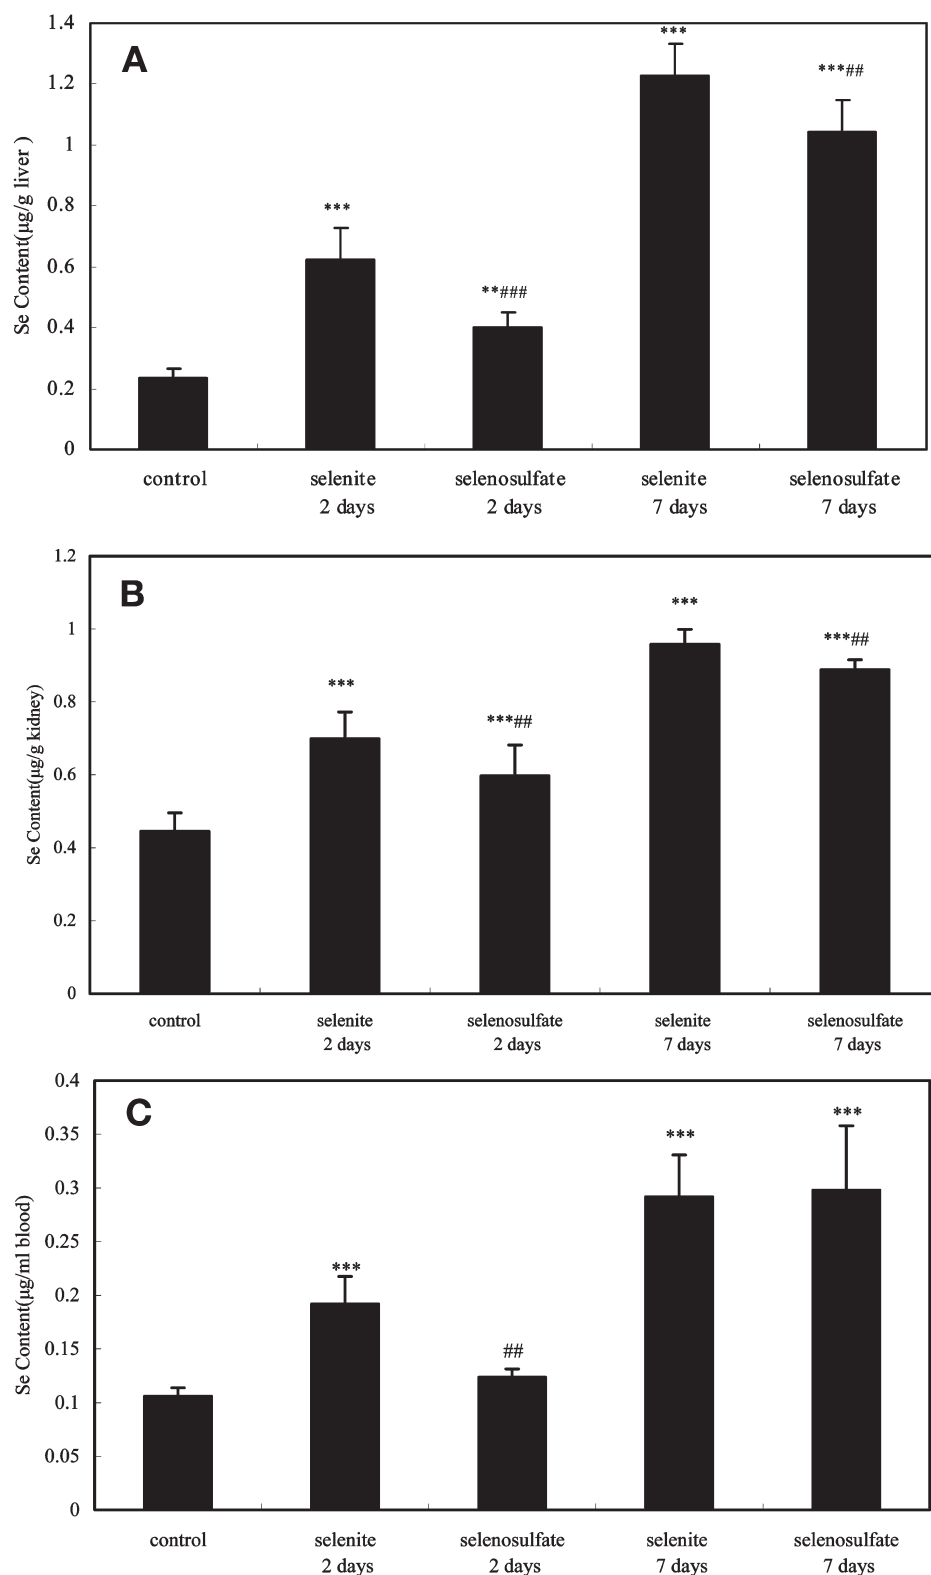 A
Se Content(µg/g liver )
1.4
1.2
1
0.8
0.6
0.4
0.2
0
***
**###
***
***##
control
selenite
2 days
selenosulfate
2 days
selenite
7 days
selenosulfate
7 days
B
Se Content(µg/g kidney)
1.2
1
0.8
0.6
0.4
0.2
0
***
***##
***
***##
control
selenite
2 days
selenosulfate
2 days
selenite
7 days
selenosulfate
7 days
C
Se Content(µg/ml blood)
0.4
0.35
0.3
0.25
0.2
0.15
0.1
0.05
0
***
##
***
***
control
selenite
2 days
selenosulfate
2 days
selenite
7 days
selenosulfate
7 days